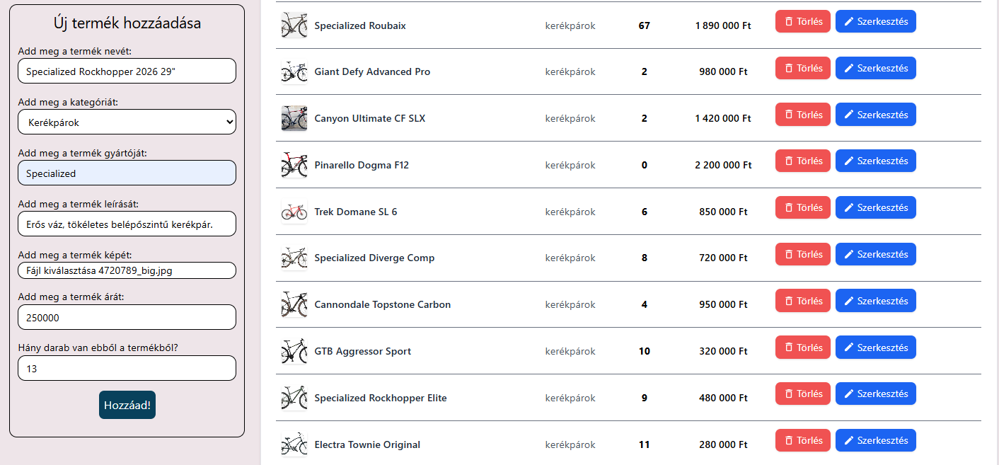 Új termék hozzáadása
Add meg a termék nevét:
Specialized Rockhopper 2026 29"
Add meg a kategóriát:
Kerékpárok
Add meg a termék gyártóját:
Specialized
Add meg a termék leírását:
Erős váz, tökéletes belépőszintű kerékpár.
Add meg a termék képét:
Fájl kiválasztása 4720789_big.jpg
Add meg a termék árát:
250000
Hány darab van ebből a termékből?
13
Hozzáad!
Specialized Roubaix kerékpárok 67 1 890 000 Ft Törlés Szerkesztés
Giant Defy Advanced Pro kerékpárok 2 980 000 Ft Törlés Szerkesztés
Canyon Ultimate CF SLX kerékpárok 2 1 420 000 Ft Törlés Szerkesztés
Pinarello Dogma F12 kerékpárok 0 2 200 000 Ft Törlés Szerkesztés
Trek Domane SL 6 kerékpárok 6 850 000 Ft Törlés Szerkesztés
Specialized Diverge Comp kerékpárok 8 720 000 Ft Törlés Szerkesztés
Cannondale Topstone Carbon kerékpárok 4 950 000 Ft Törlés Szerkesztés
GTB Aggressor Sport kerékpárok 10 320 000 Ft Törlés Szerkesztés
Specialized Rockhopper Elite kerékpárok 9 480 000 Ft Törlés Szerkesztés
Electra Townie Original kerékpárok 11 280 000 Ft Törlés Szerkesztés